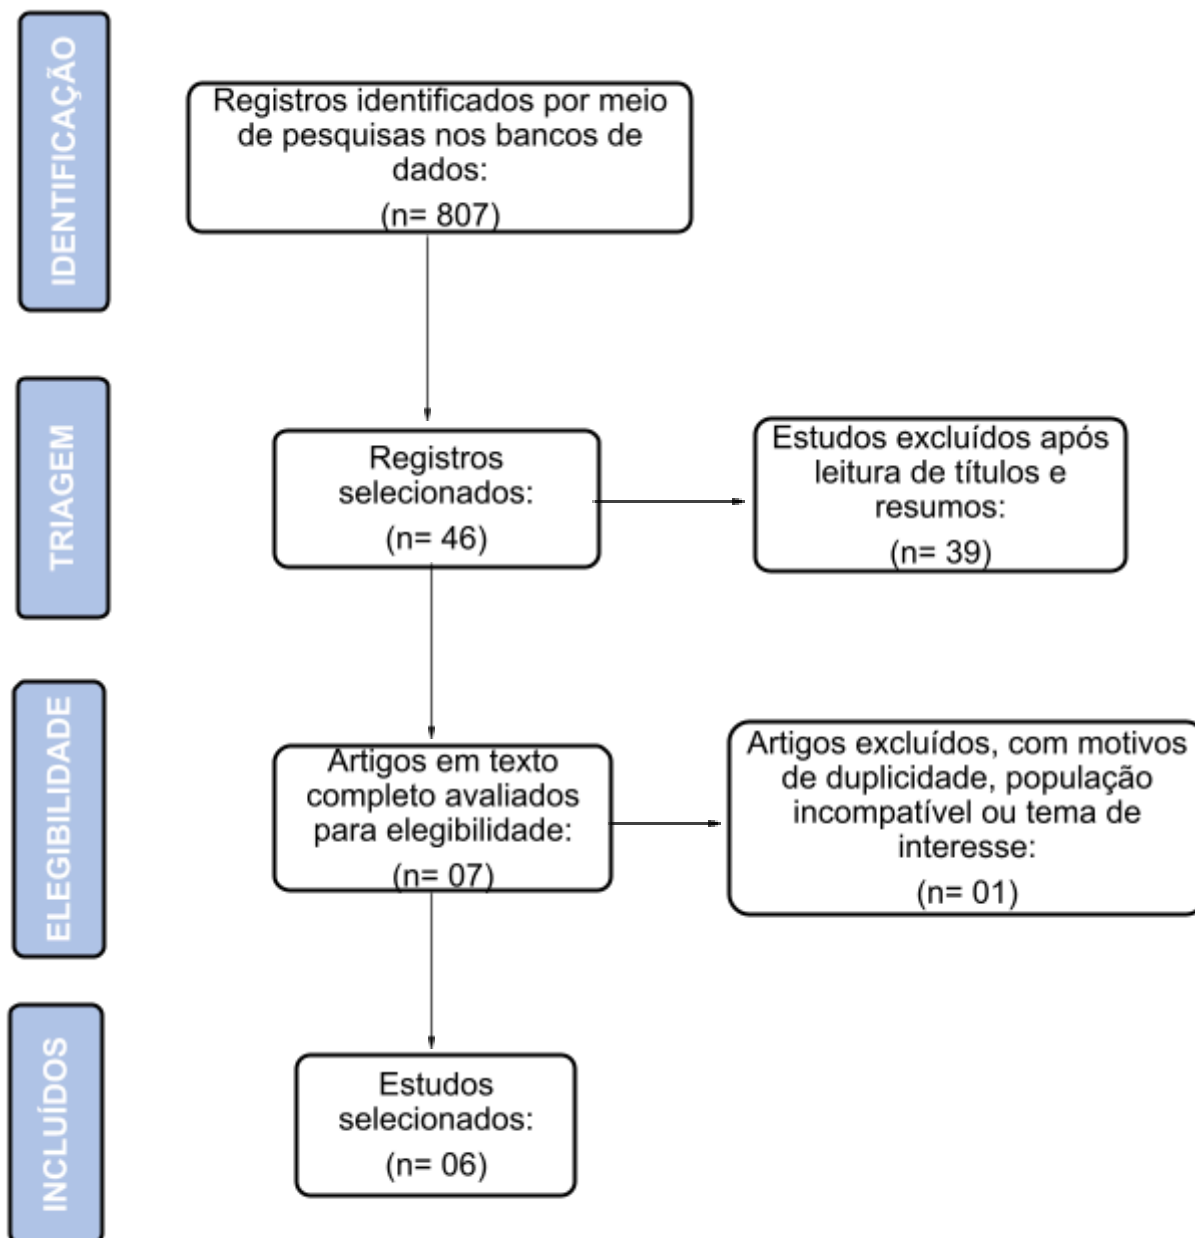 IDENTIFICAÇÃO
Registros identificados por meio
de pesquisas nos bancos de
dados:
(n= 807)
TRIAGEM
Registros
selecionados:
(n= 46)
Estudos excluídos após
leitura de títulos e
resumos:
(n= 39)
ELEGIBILIDADE
Artigos em texto
completo avaliados
para elegibilidade:
(n= 07)
Artigos excluídos, com motivos
de duplicidade, população
incompatível ou tema de
interesse:
(n= 01)
INCLUÍDOS
Estudos
selecionados:
(n= 06)